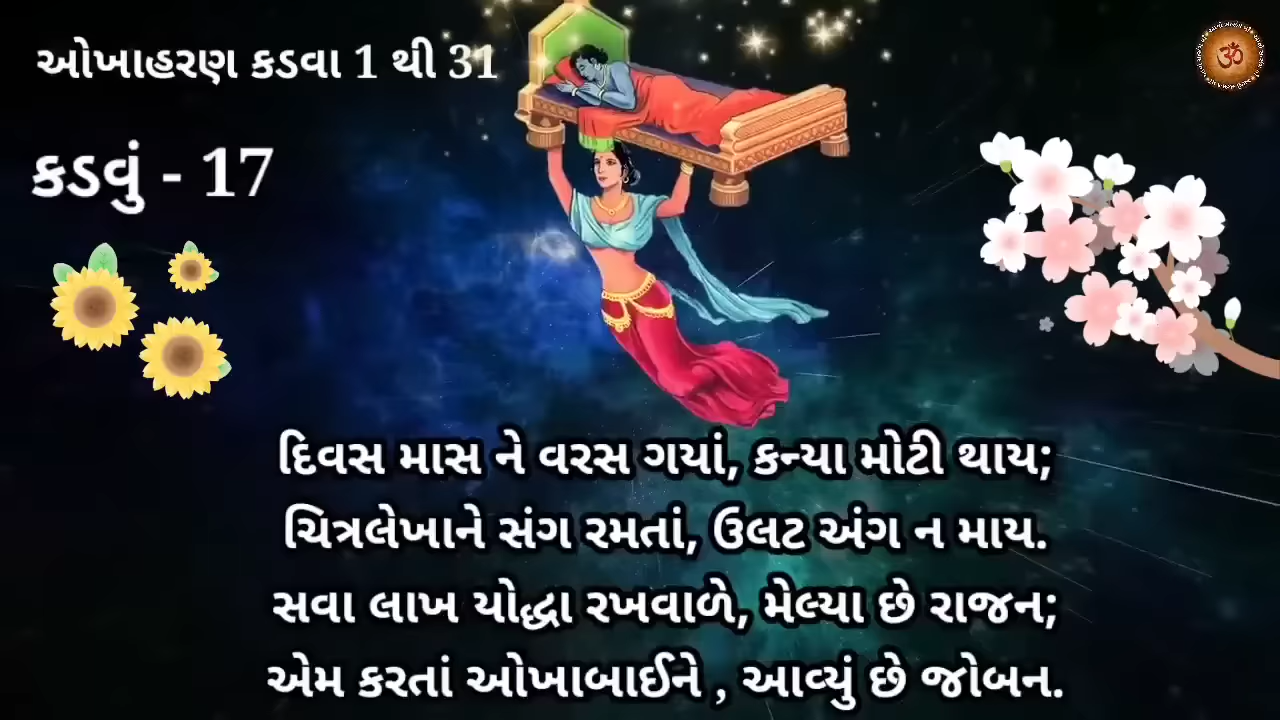 ઓખાહરણ કડવા 1 થી 31
કડવું - 17
ૐ
દિવસ માસ ને વરસ ગયાં, કન્યા મોટી થાય;
ચિત્રલેખાને સંગ રમતાં, ઉલટ અંગ ન માય.
સવા લાખ યોદ્ધા રખવાળે, મેલ્યા છે રાજન;
એમ કરતાં ઓખાબાઈને , આવ્યું છે જોબન.